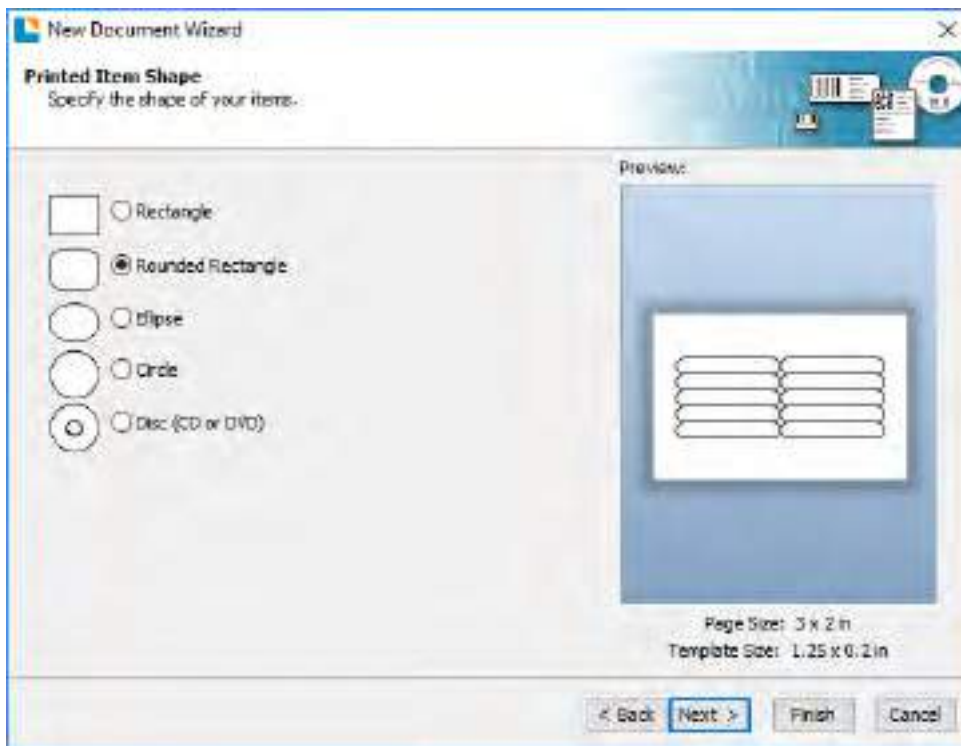 New Document Wizard
Printed Item Shape
Specify the shape of your items.
Preview:
Rectangle
Rounded Rectangle
Ellipse
Circle
Disc (CD or DVD)
Page Size: 3 x 2 in
Template Size: 1.25 x 0.2 in
< Back Next > Finish Cancel